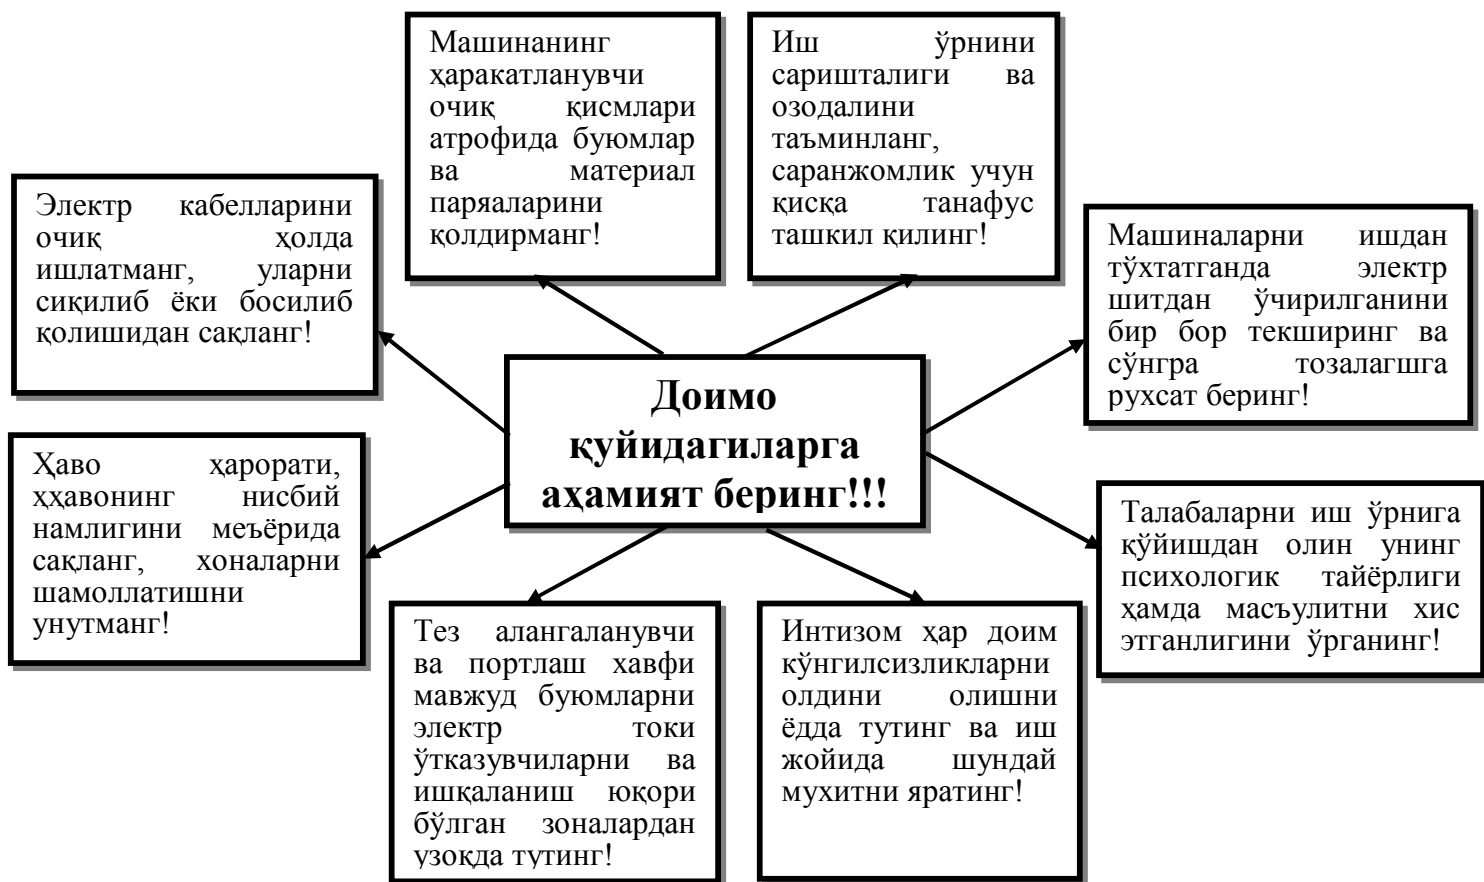 Машинанинг
ҳаракатланувчи
очиқ қисмлари
атрофида буюмлар
ва материал
паряаларини
қолдирманг!
Иш ўрнини
саришталиги ва
озодалини
таъминланг,
саранжомлик учун
қисқа танафус
ташкил қилинг!
Электр кабелларини
очиқ ҳолда
ишлатманг, уларни
сиқилиб ёки босилиб
қолишидан сақланг!
Машиналарни ишдан
тўхтатганда электр
шитдан ўчирилганини
бир бор текширинг ва
сўнгра тозалагшга
рухсат беринг!
Доимо
қуйидагиларга
аҳамият беринг!!!
Ҳаво ҳарорати,
ҳҳавонинг нисбий
намлигини меъёрида
сақланг, хоналарни
шамоллатишни
унутманг!
Талабаларни иш ўрнига
қўйишдан олин унинг
психологик тайёрлиги
ҳамда масъулитни хис
этганлигини ўрганинг!
Тез алангаланувчи
ва портлаш хавфи
мавжуд буюмларни
электр токи
ўтказувчиларни ва
ишқаланиш юқори
бўлган зоналардан
узоқда тутинг!
Интизом ҳар доим
кўнгилсизликларни
олдини олишни
ёдда тутинг ва иш
жойида шундай
мухитни яратинг!